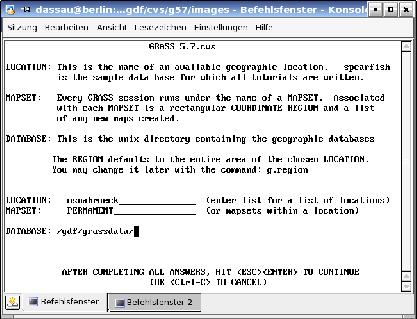 dassau@berlin:...gdf/cvs/g57/images - Befehlsfenster - Konsole
Sitzung Bearbeiten Ansicht Lesezeichen Einstellungen Hilfe
GRASS 5.7.cvs
LOCATION: This is the name of an available geographic location. spearfish
is the sample data base for which all tutorials are written.
MAPSET: Every GRASS session runs under the name of a MAPSET. Associated
with each MAPSET is a rectangular COORDINATE REGION and a list
of any new maps created.
DATABASE: This is the unix directory containing the geographic databases
The REGION defaults to the entire area of the chosen LOCATION.
You may change it later with the command: g.region
LOCATION: (enter list for a list of locations)
MAPSET: PERMANENT (or mapsets within a location)
DATABASE: /gdf/grassdata/
AFTER COMPLETING ALL ANSWERS, HIT <ESC><ENTER> TO CONTINUE
(OR <Ctrl-C> TO CANCEL)
Befehlsfenster Befehlsfenster 2